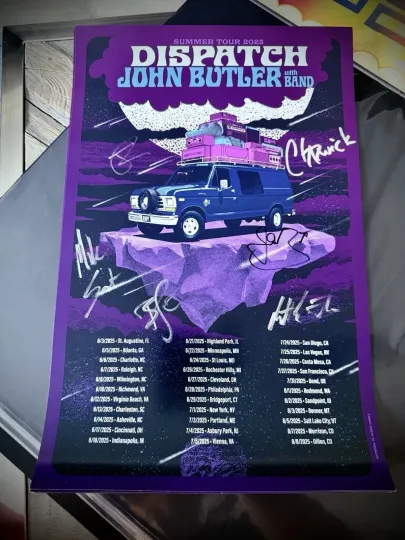 SUMMER TOUR 2025
DISPATCH
JOHN BUTLER with BAND
Chadwick
6/3/2025 - St. Augustine, FL
6/5/2025 - Atlanta, GA
6/6/2025 - Charlotte, NC
6/7/2025 - Raleigh, NC
6/8/2025 - Wilmington, NC
6/10/2025 - Richmond, VA
6/12/2025 - Virginia Beach, VA
6/13/2025 - Charleston, SC
6/14/2025 - Asheville, NC
6/17/2025 - Cincinnati, OH
6/18/2025 - Indianapolis, IN
6/21/2025 - Highland Park, IL
6/22/2025 - Minneapolis, MN
6/24/2025 - St Louis, MO
6/26/2025 - Rochester Hills, MI
6/27/2025 - Cleveland, OH
6/28/2025 - Philadelphia, PA
6/29/2025 - Bridgeport, CT
7/1/2025 - New York, NY
7/3/2025 - Portland, ME
7/4/2025 - Asbury Park, NJ
7/5/2025 - Vienna, VA
7/24/2025 - San Diego, CA
7/25/2025 - Las Vegas, NV
7/26/2025 - Costa Mesa, CA
7/27/2025 - San Francisco, CA
7/31/2025 - Bend, OR
8/1/2025 - Redmond, WA
8/2/2025 - Sandpoint, ID
8/3/2025 - Bonner, MT
8/5/2025 - Salt Lake City, UT
8/7/2025 - Morrison, CO
8/8/2025 - Dillon, CO